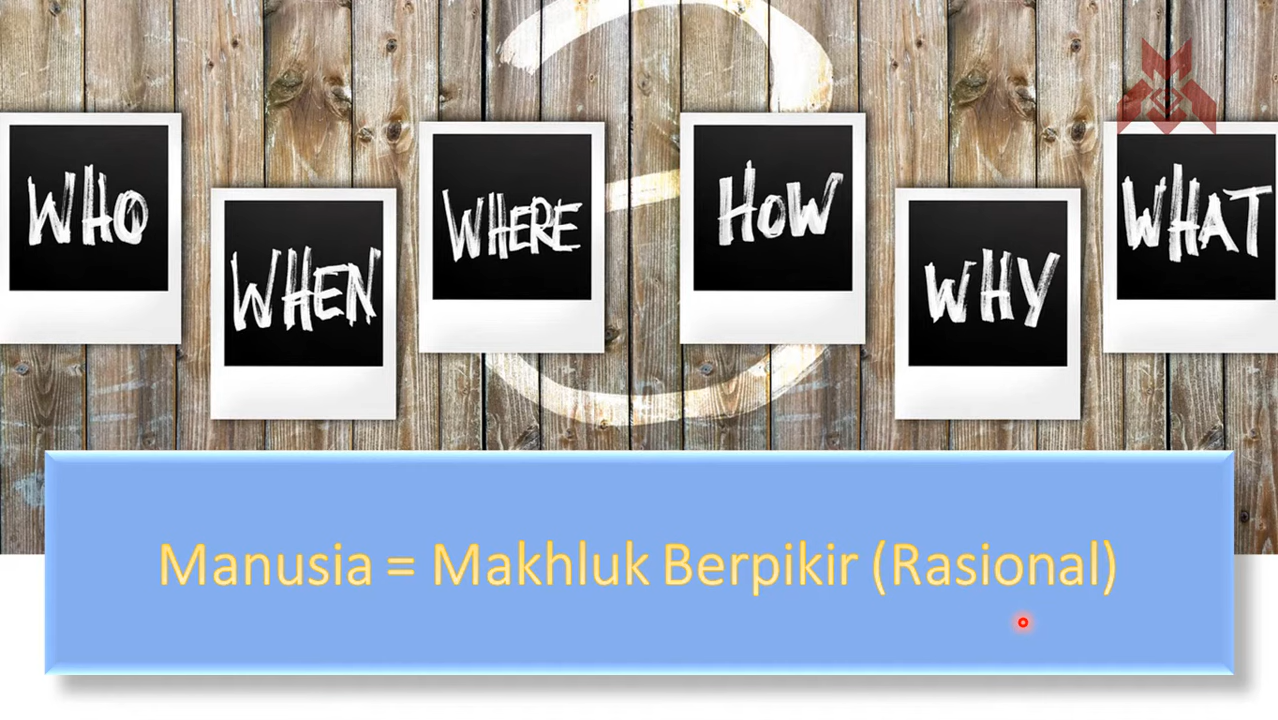 WHO
WHEN
WHERE
HOW
WHY
WHAT
Manusia = Makhluk Berpikir (Rasional)